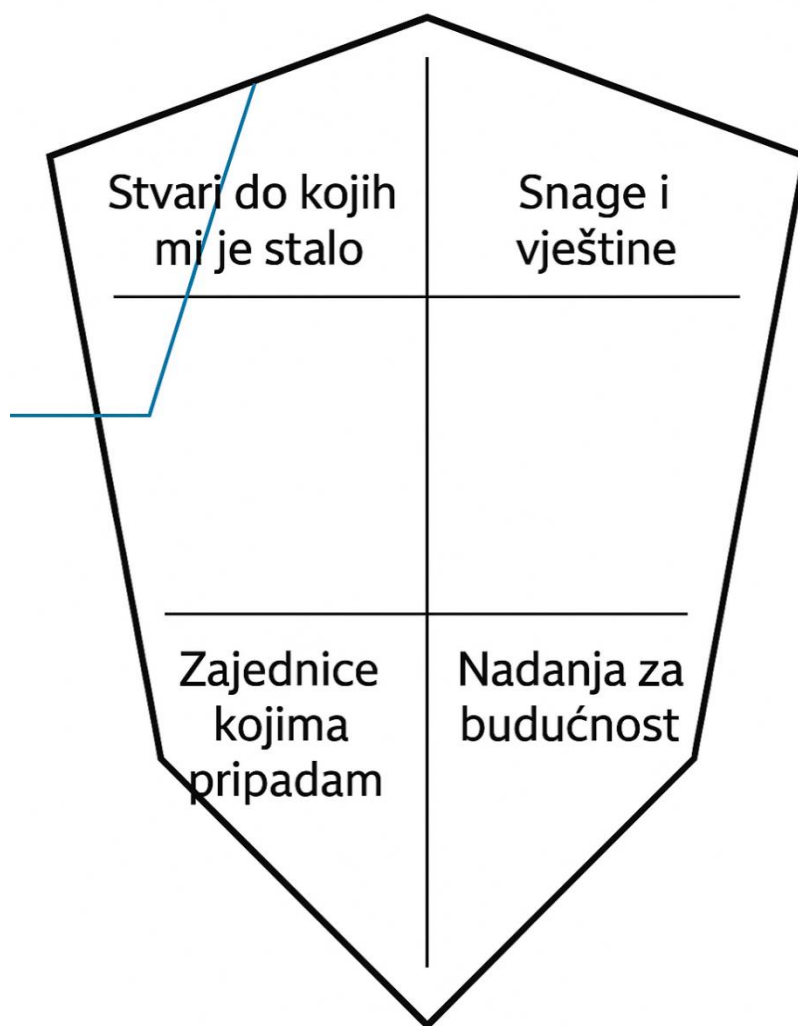 Stvari do kojih
mi je stalo
Snage i
vještine
Zajednice
kojima
pripadam
Nadanja za
budućnost